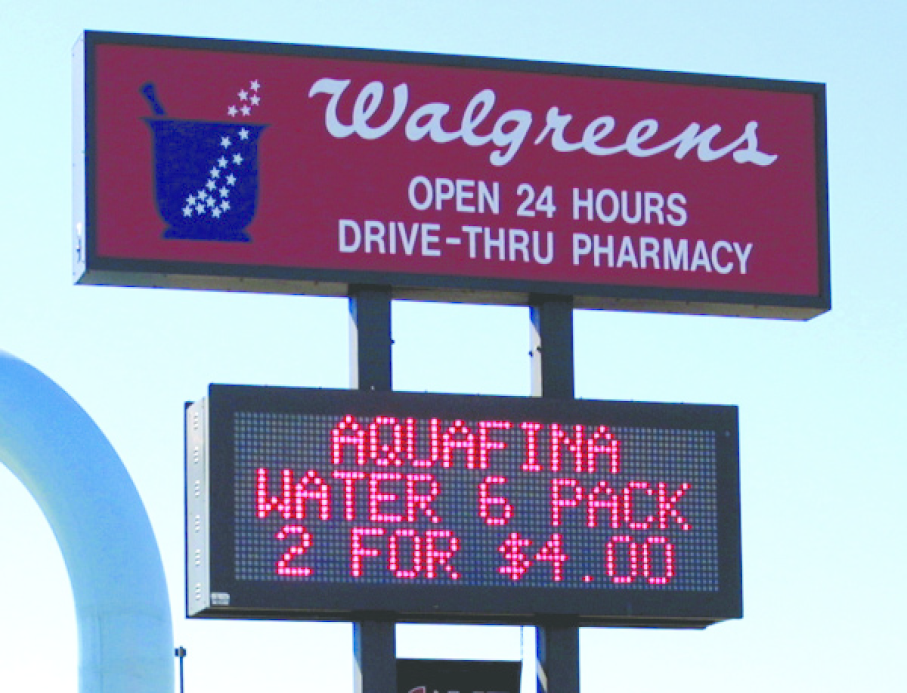 Walgreens
OPEN 24 HOURS
DRIVE-THRU PHARMACY
AQUAFINA
WATER 6 PACK
2 FOR $4.00